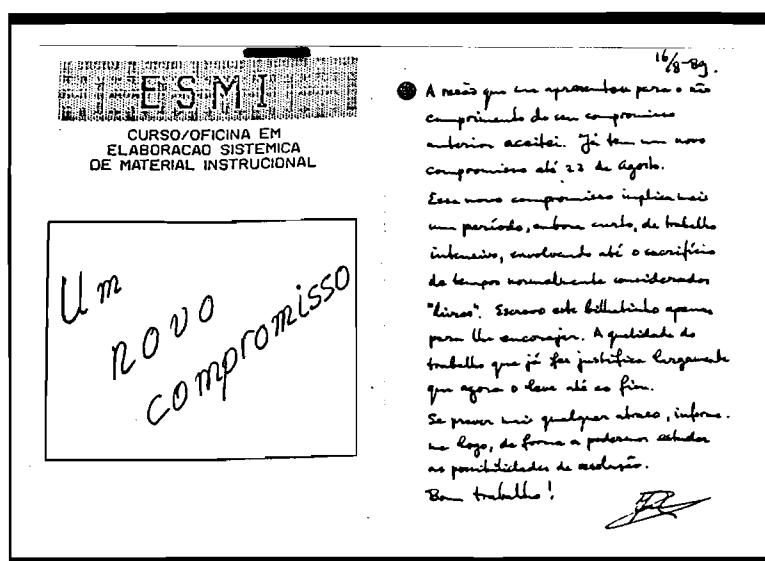 ESMI
CURSO/OFICINA EM
ELABORACAO SISTEMICA
DE MATERIAL INSTRUCIONAL
Um
novo
compromisso
16/8-89.
A razão que me apresentou para o não
cumprimento do seu compromisso
anterior aceitei. Já tem um novo
compromisso até 22 de Agosto.
Esse novo compromisso implica mais
um período, embora curto, de trabalho
intensivo, envolvendo até o sacrifício
de tempos normalmente considerados
"livres". Escrevo este bilhetinho apenas
para lhe encorajar. A qualidade do
trabalho que já fez justifica largamente
que agora o leve até ao fim.
Se prever mais qualquer atraso, informe-
me logo, de forma a podermos estudar
as possibilidades de resolução.
Bom trabalho!